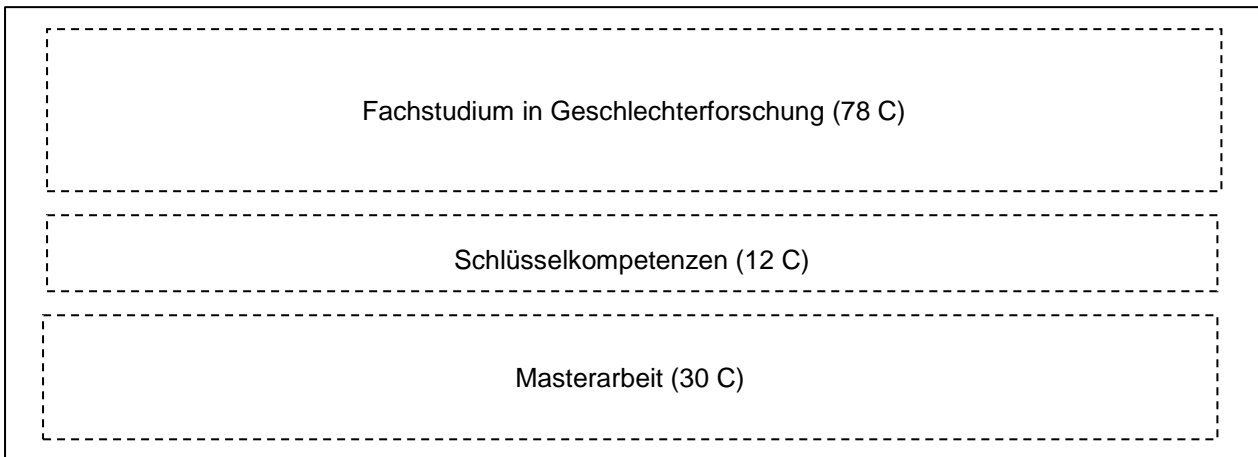 Fachstudium in Geschlechterforschung (78 C)
Schlüsselkompetenzen (12 C)
Masterarbeit (30 C)